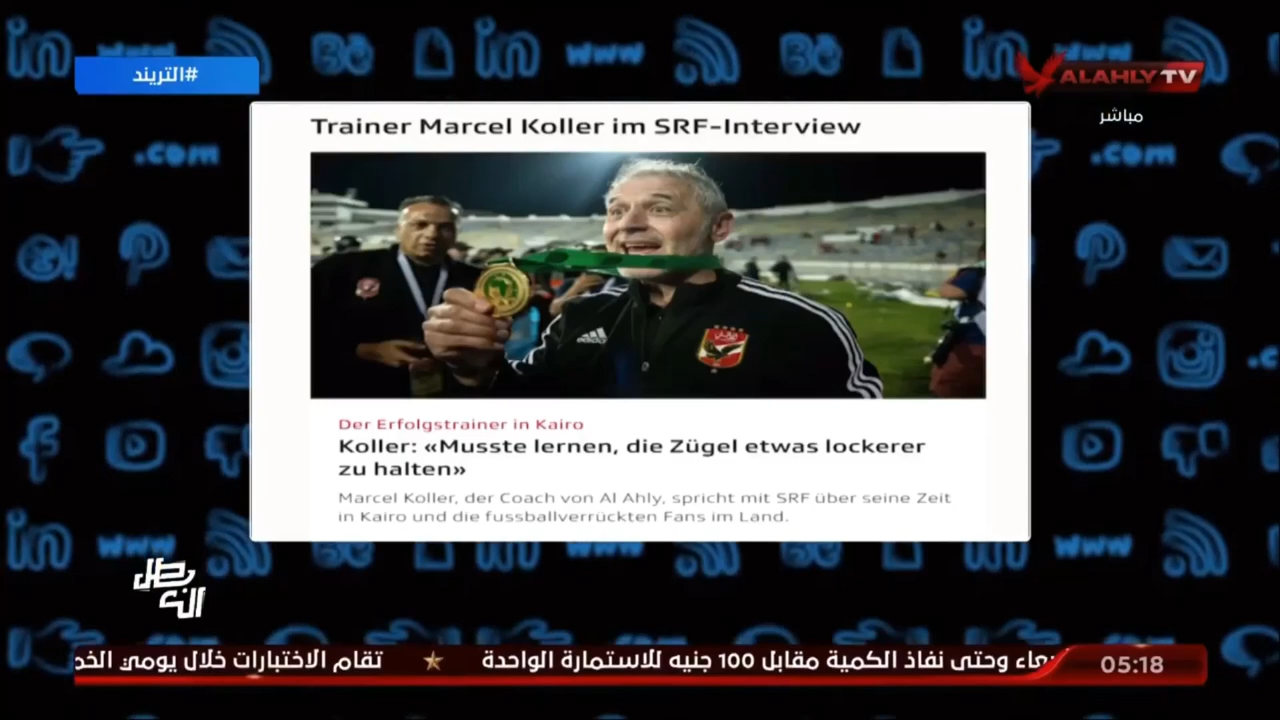 #التريند
ALAHLY TV
مباشر
Trainer Marcel Koller im SRF-Interview
adidas
Der Erfolgstrainer in Kairo
Koller: «Musste lernen, die Zügel etwas lockerer
zu halten»
Marcel Koller, der Coach von Al Ahly, spricht mit SRF über seine Zeit
in Kairo und die fussballverrückten Fans im Land.
وحتى نفاذ الكمية مقابل 100 جنيه للاستمارة الواحدة
تقام الاختبارات خلال يومي
05:18